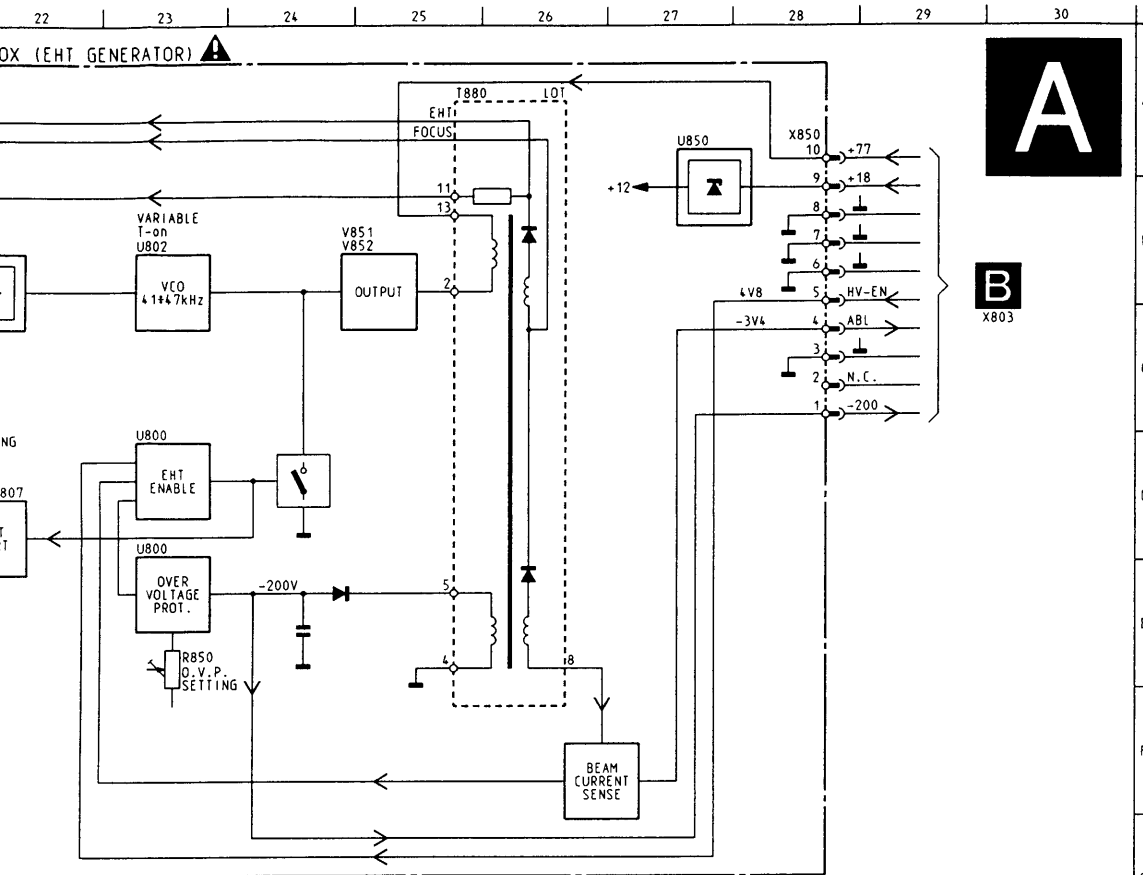 22 23 24 25 26 27 28 29 30
OX (EHT GENERATOR)
A
T880 LOT
EHT
FOCUS
U850
X850
10 +77
9 +18
+12
8
7
6
5 HV-EN
4V8
4 ABL
-3V4
3
2 N.C.
1 -200
B
X803
11
13
VARIABLE
T-on
U802
VCO
41±47kHz
V851
V852
OUTPUT
2
NG
807
T
RT
U800
EHT
ENABLE
U800
OVER
VOLTAGE
PROT.
-200V
5
4
8
R850
O.V.P.
SETTING
BEAM
CURRENT
SENSE